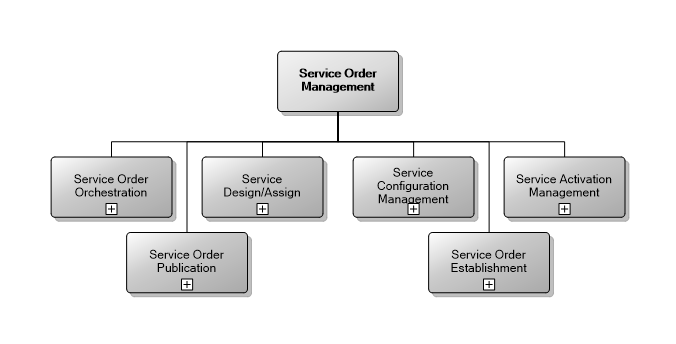 Service Order
Management
Service Order
Orchestration
Service
Design/Assign
Service
Configuration
Management
Service Activation
Management
Service Order
Publication
Service Order
Establishment